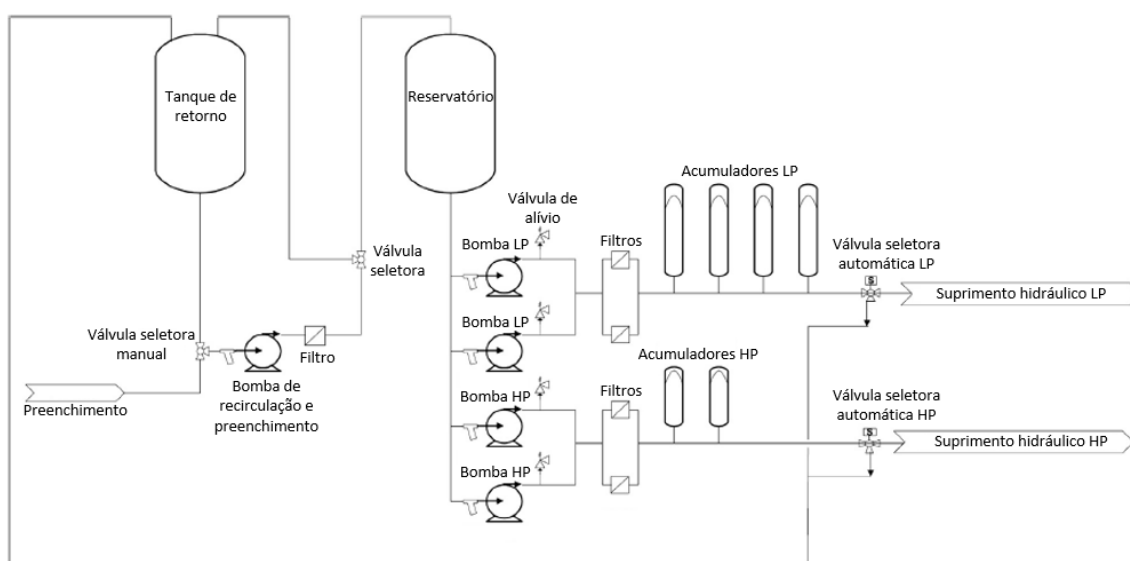 Tanque de
retorno
Reservatório
Válvula de
alívio
Acumuladores LP
Bomba LP
Filtros
Válvula seletora
automática LP
Válvula
seletora
S
Suprimento hidráulico LP
Bomba LP
Válvula seletora
manual
Filtro
Acumuladores HP
Bomba de
recirculação e
preenchimento
Preenchimento
Bomba HP
Filtros
Válvula seletora
automática HP
S
Suprimento hidráulico HP
Bomba HP